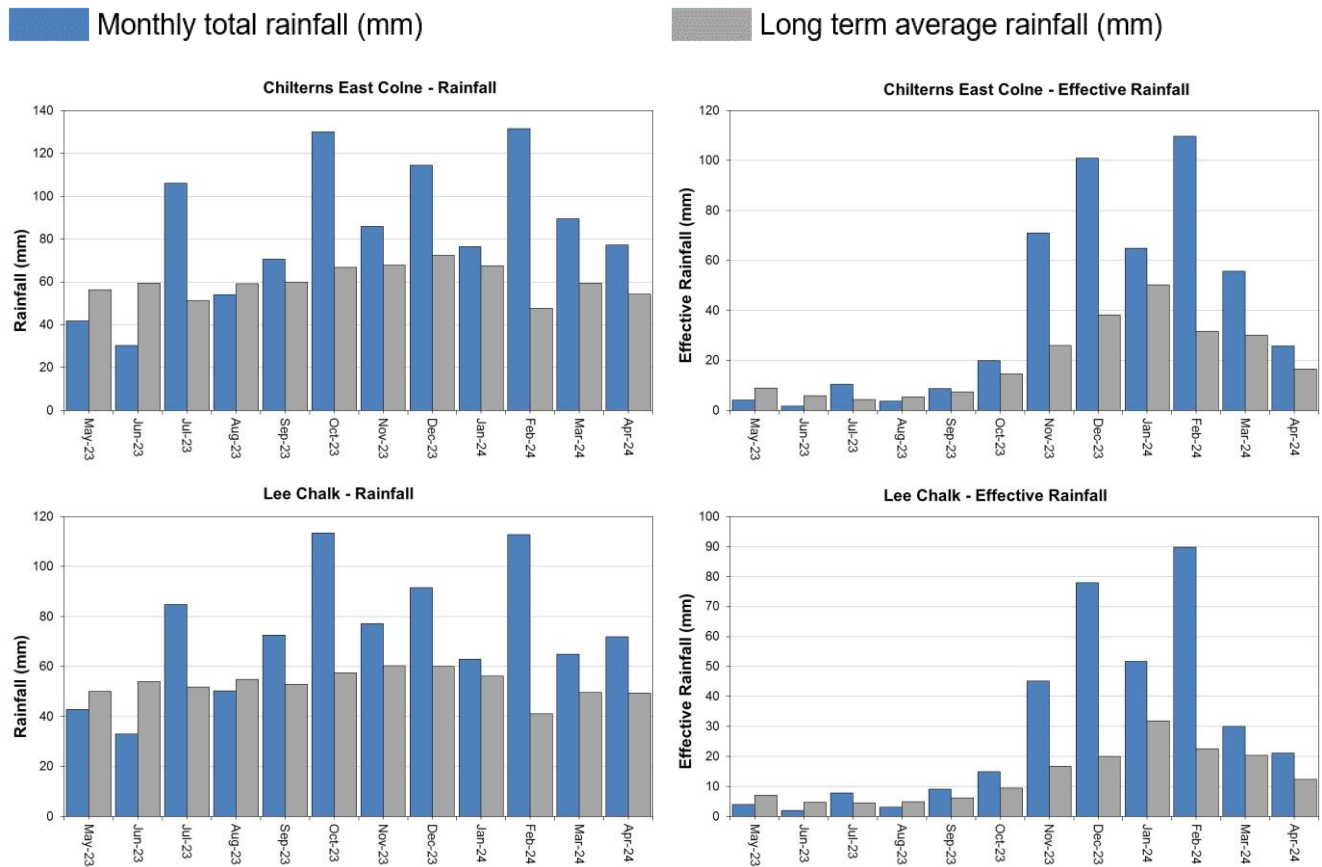 Monthly total rainfall (mm)
Long term average rainfall (mm)
Chilterns East Colne - Rainfall
Rainfall (mm)
140
120
100
80
60
40
20
0
May-23
Jun-23
Jul-23
Aug-23
Sep-23
Oct-23
Nov-23
Dec-23
Jan-24
Feb-24
Mar-24
Apr-24
Chilterns East Colne - Effective Rainfall
Effective Rainfall (mm)
120
100
80
60
40
20
0
May-23
Jun-23
Jul-23
Aug-23
Sep-23
Oct-23
Nov-23
Dec-23
Jan-24
Feb-24
Mar-24
Apr-24
Lee Chalk - Rainfall
Rainfall (mm)
120
100
80
60
40
20
0
May-23
Jun-23
Jul-23
Aug-23
Sep-23
Oct-23
Nov-23
Dec-23
Jan-24
Feb-24
Mar-24
Apr-24
Lee Chalk - Effective Rainfall
Effective Rainfall (mm)
100
90
80
70
60
50
40
30
20
10
0
May-23
Jun-23
Jul-23
Aug-23
Sep-23
Oct-23
Nov-23
Dec-23
Jan-24
Feb-24
Mar-24
Apr-24